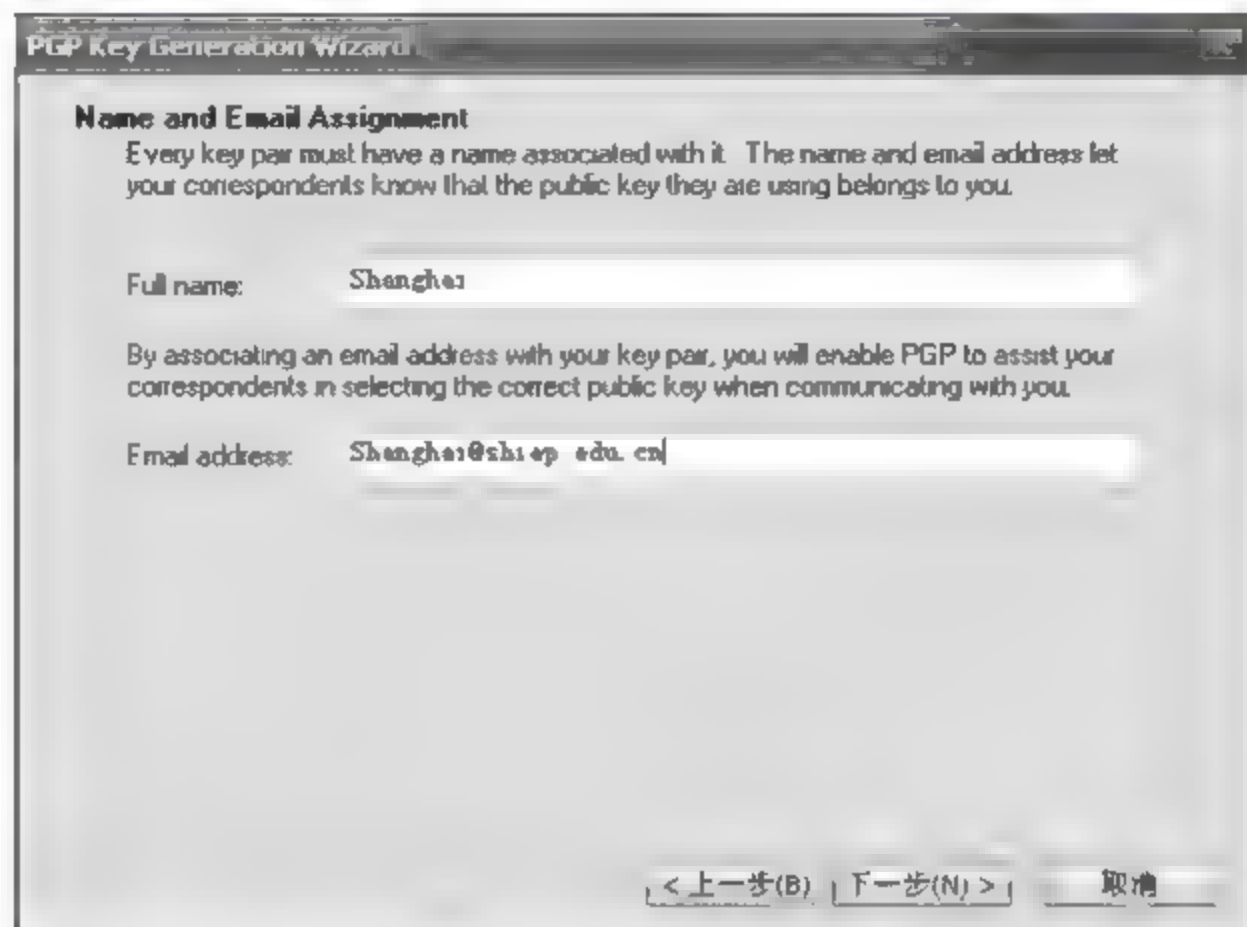 PGP Key Generation Wizard
Name and Email Assignment
Every key pair must have a name associated with it. The name and email address let
your correspondents know that the public key they are using belongs to you.
Full name:
Shanghai
By associating an email address with your key pair, you will enable PGP to assist your
correspondents in selecting the correct public key when communicating with you.
Email address:
Shanghai@shiep.edu.cn
< 上一步(B) 下一步(N) > 取消